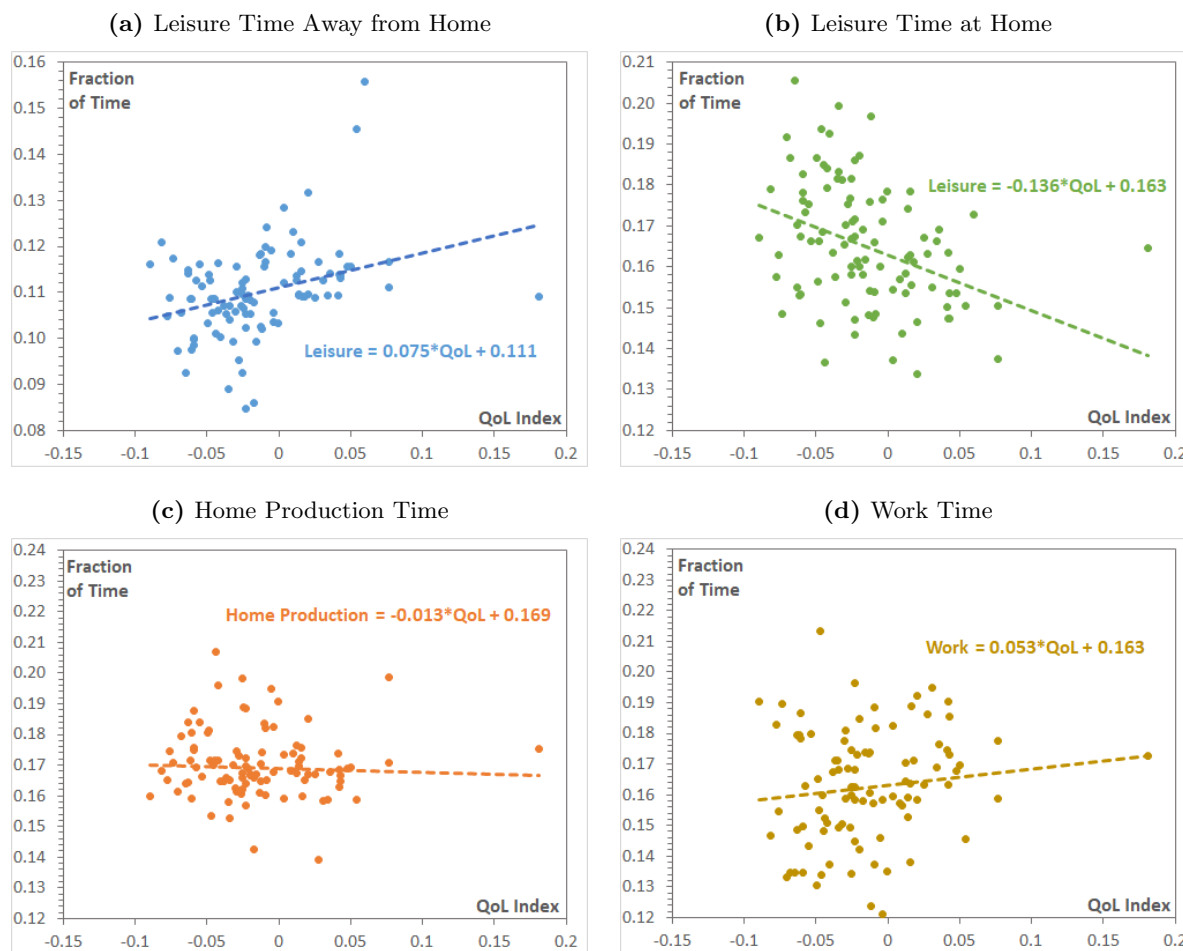 (a) Leisure Time Away from Home
0.16
0.15
0.14
0.13
0.12
0.11
0.10
0.09
0.08
Fraction
of Time
Leisure = 0.075*QoL + 0.111
QoL Index
-0.15 -0.1 -0.05 0 0.05 0.1 0.15 0.2
(b) Leisure Time at Home
0.21
0.20
0.19
0.18
0.17
0.16
0.15
0.14
0.13
0.12
Fraction
of Time
Leisure = -0.136*QoL + 0.163
QoL Index
-0.15 -0.1 -0.05 0 0.05 0.1 0.15 0.2
(c) Home Production Time
0.24
0.23
0.22
0.21
0.20
0.19
0.18
0.17
0.16
0.15
0.14
0.13
0.12
Fraction
of Time
Home Production = -0.013*QoL + 0.169
QoL Index
-0.15 -0.1 -0.05 0 0.05 0.1 0.15 0.2
(d) Work Time
0.24
0.23
0.22
0.21
0.20
0.19
0.18
0.17
0.16
0.15
0.14
0.13
0.12
Fraction
of Time
Work = 0.053*QoL + 0.163
QoL Index
-0.15 -0.1 -0.05 0 0.05 0.1 0.15 0.2